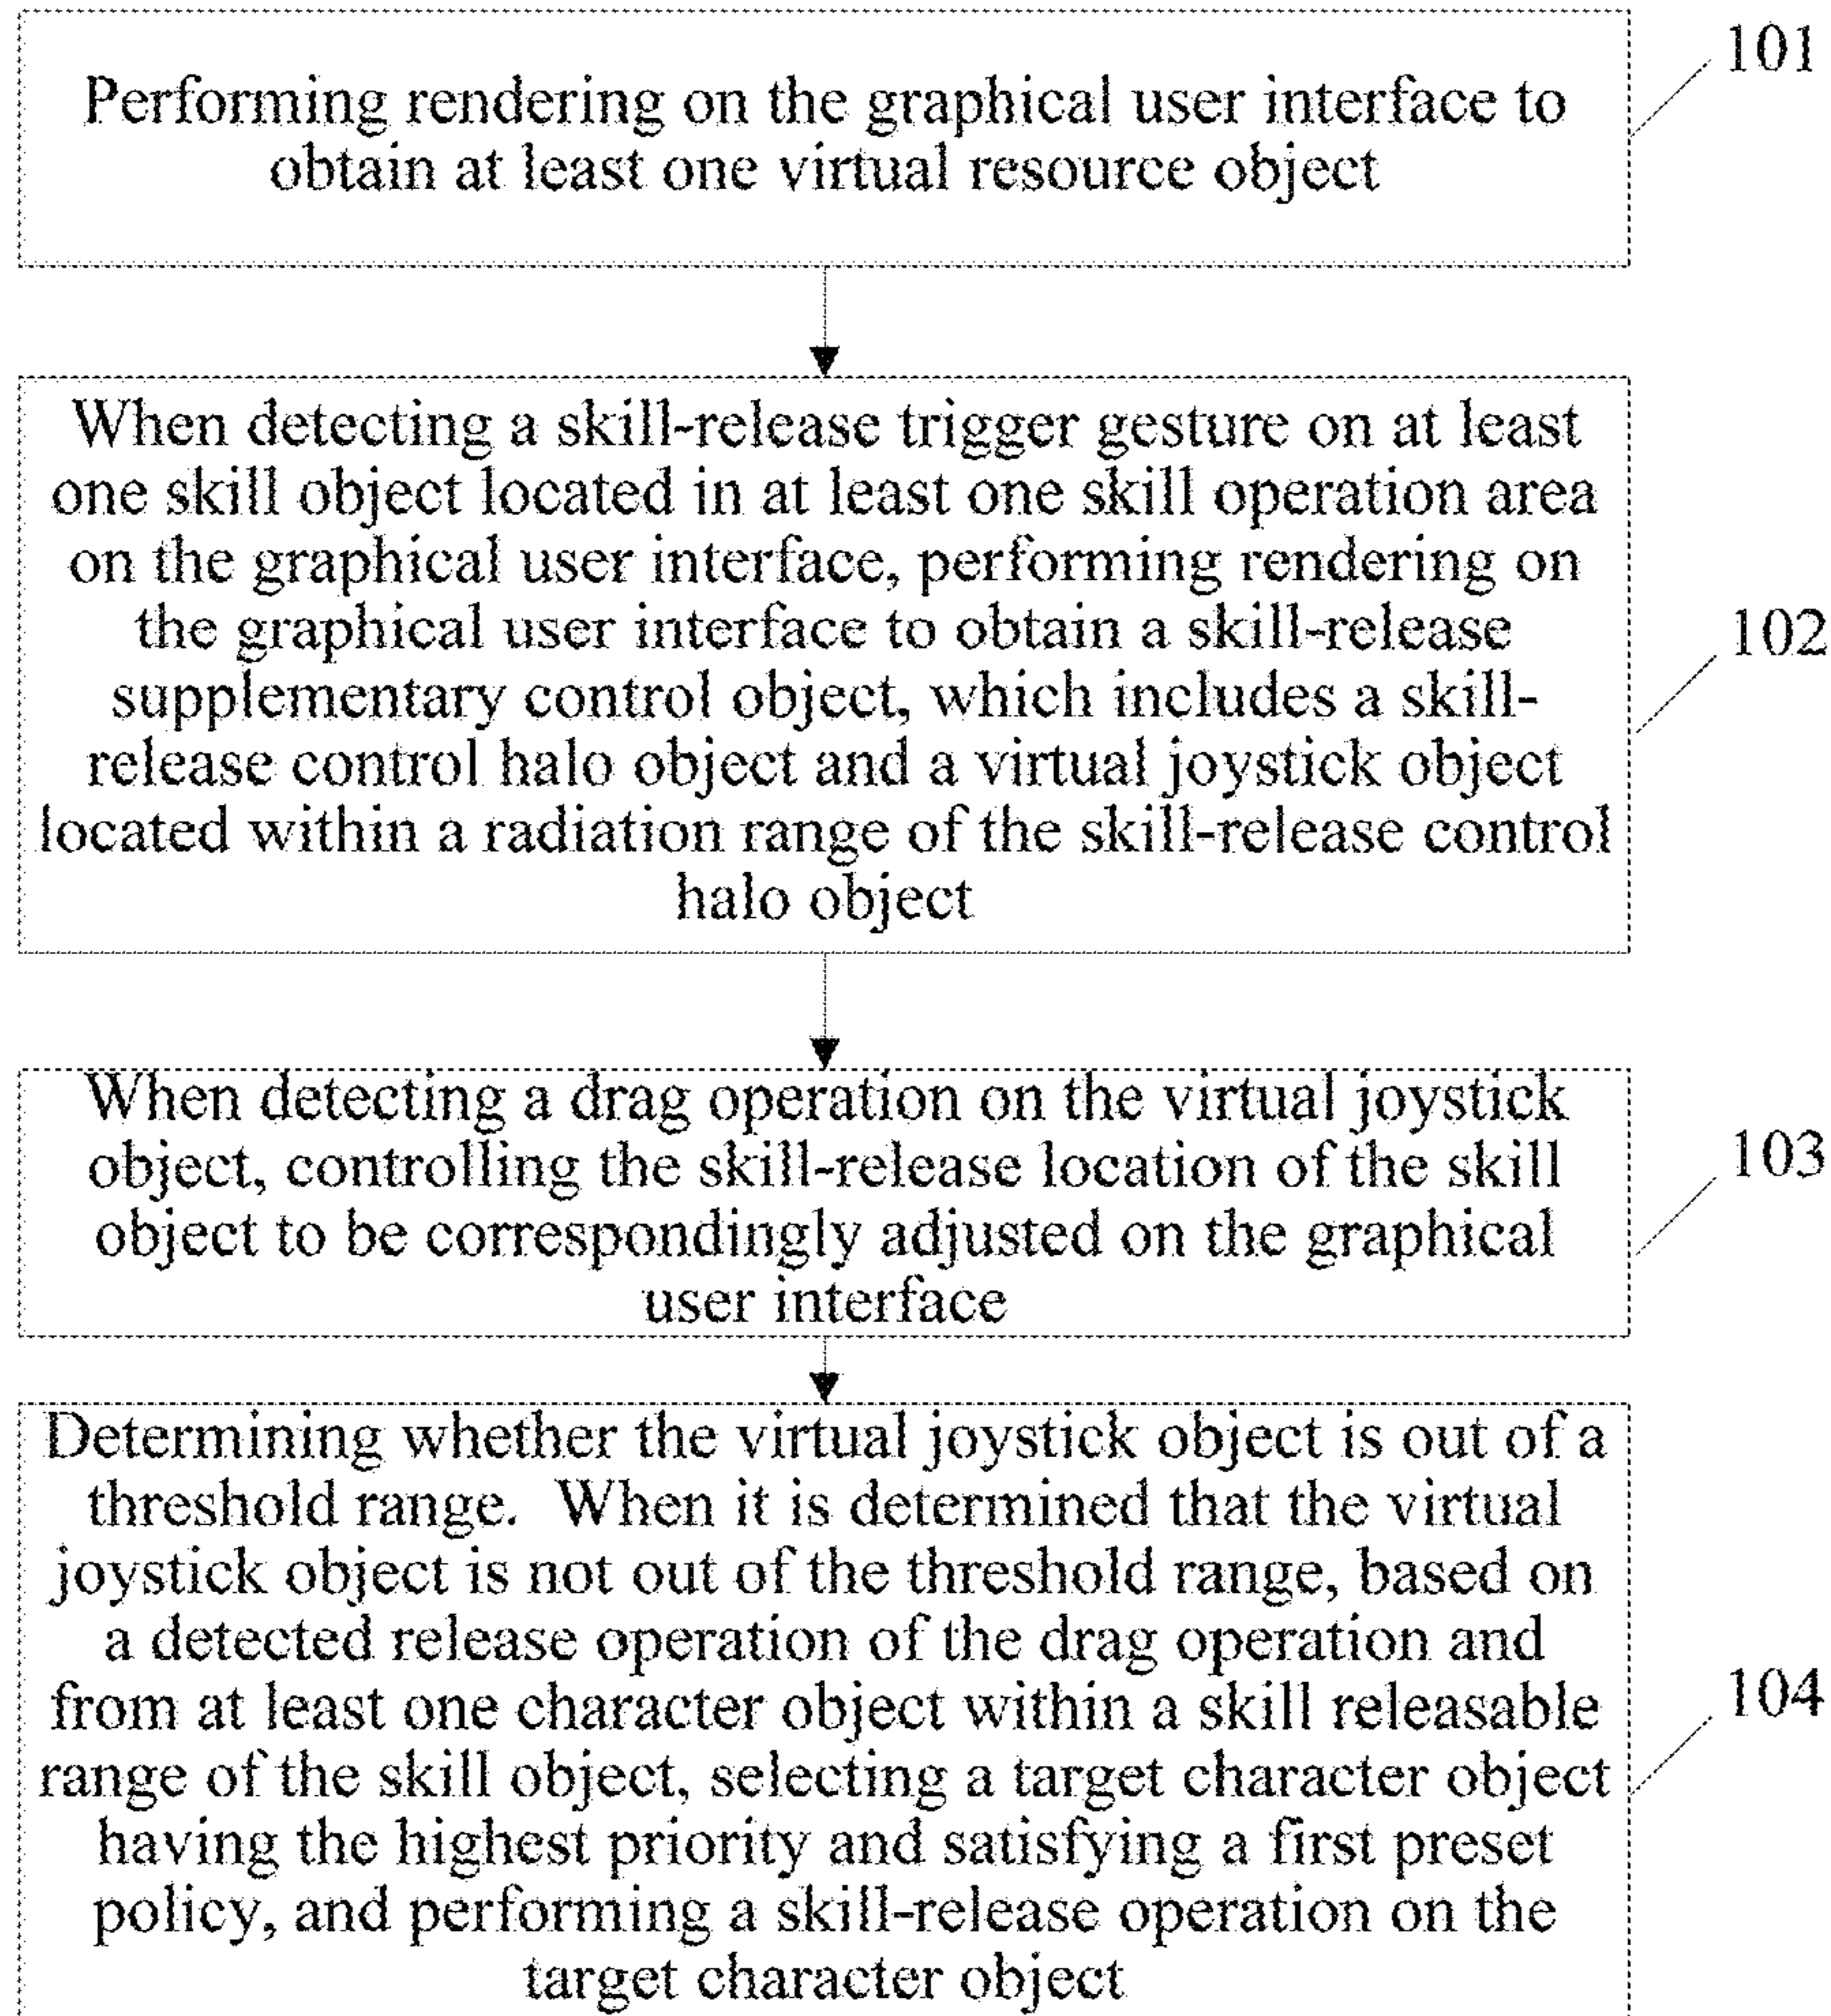 Performing rendering on the graphical user interface to
obtain at least one virtual resource object
101
When detecting a skill-release trigger gesture on at least
one skill object located in at least one skill operation area
on the graphical user interface, performing rendering on
the graphical user interface to obtain a skill-release
supplementary control object, which includes a skill-
release control halo object and a virtual joystick object
located within a radiation range of the skill-release control
halo object
102
When detecting a drag operation on the virtual joystick
object, controlling the skill-release location of the skill
object to be correspondingly adjusted on the graphical
user interface
103
Determining whether the virtual joystick object is out of a
threshold range.  When it is determined that the virtual
joystick object is not out of the threshold range, based on
a detected release operation of the drag operation and
from at least one character object within a skill releasable
range of the skill object, selecting a target character object
having the highest priority and satisfying a first preset
policy, and performing a skill-release operation on the
target character object
104